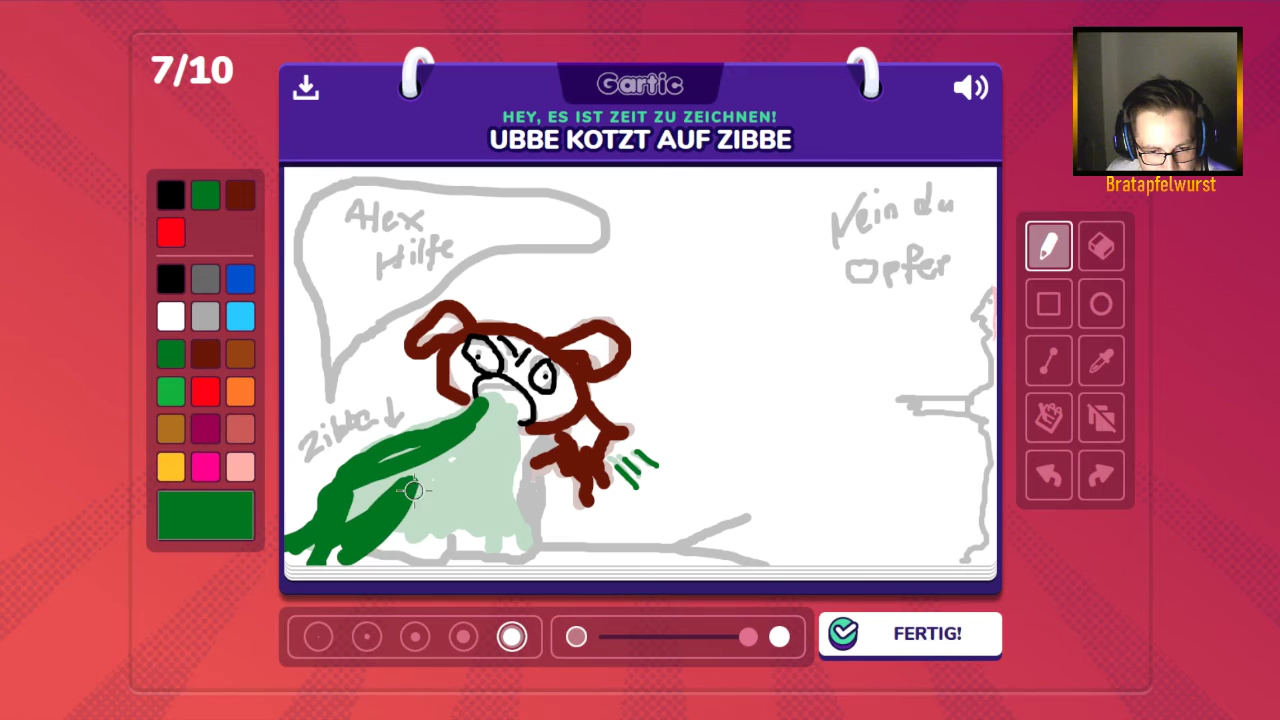 7/10
Gartic
HEY, ES IST ZEIT ZU ZEICHNEN!
UBBE KOTZT AUF ZIBBE
Bratapfelwurst
Alex
Hilfe
Nein du
Opfer
Zibbe ↓
FERTIG!